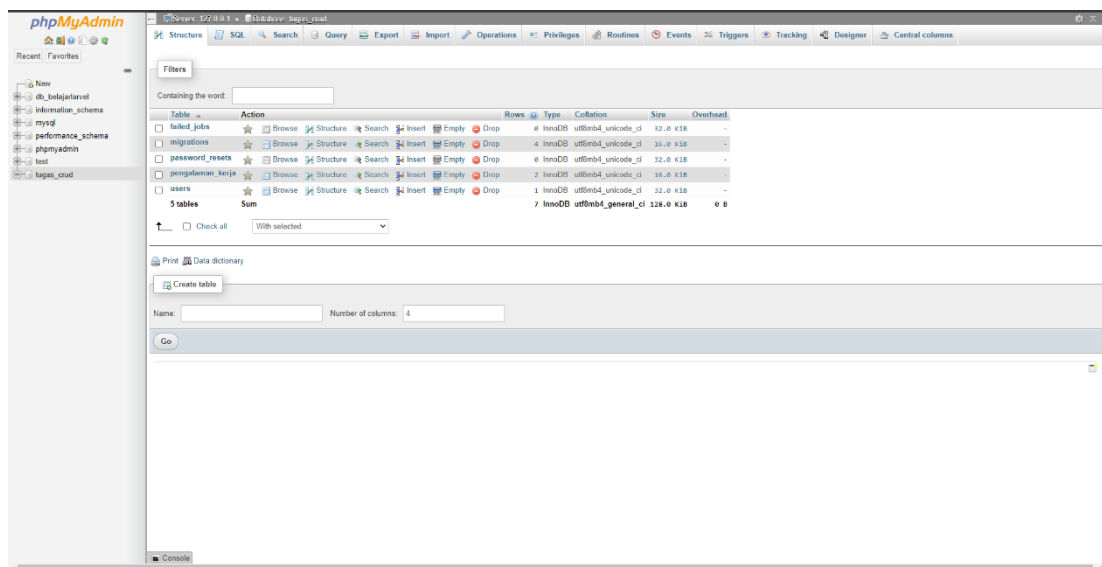 phpMyAdmin
Recent Favorites
New
db_belajarlarvel
information_schema
mysql
performance_schema
phpmyadmin
test
tugas_crud
Server: 127.0.0.1 » Database: tugas_crud
Structure SQL Search Query Export Import Operations Privileges Routines Events Triggers Tracking Designer Central columns
Filters
Containing the word:
Table Action Rows Type Collation Size Overhead
failed_jobs Browse Structure Search Insert Empty Drop 0 InnoDB utf8mb4_unicode_ci 32.0 KiB -
migrations Browse Structure Search Insert Empty Drop 4 InnoDB utf8mb4_unicode_ci 16.0 KiB -
password_resets Browse Structure Search Insert Empty Drop 0 InnoDB utf8mb4_unicode_ci 32.0 KiB -
pengalaman_kerja Browse Structure Search Insert Empty Drop 2 InnoDB utf8mb4_unicode_ci 16.0 KiB -
users Browse Structure Search Insert Empty Drop 1 InnoDB utf8mb4_unicode_ci 32.0 KiB -
5 tables Sum 7 InnoDB utf8mb4_general_ci 128.0 KiB 0 B
Check all With selected
Print Data dictionary
Create table
Name: Number of columns: 4
Go
Console